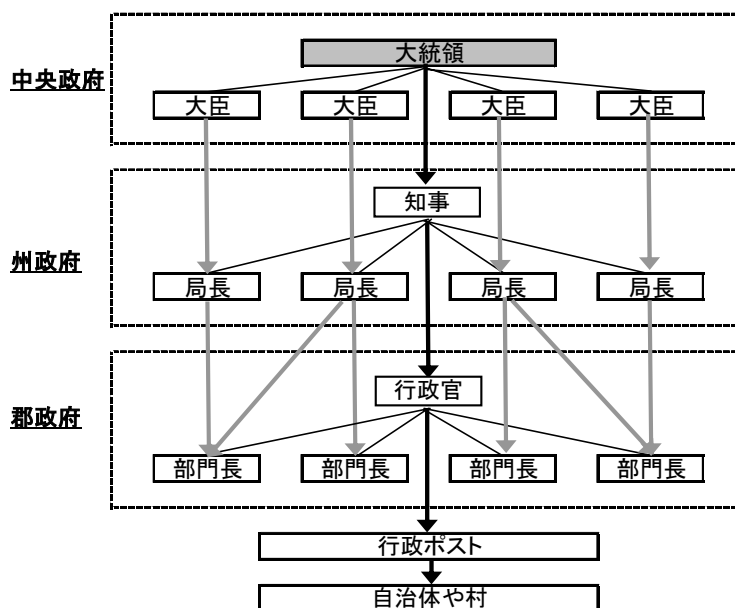 大統領
中央政府
大臣 大臣 大臣 大臣
知事
州政府
局長 局長 局長 局長
行政官
郡政府
部門長 部門長 部門長 部門長
行政ポスト
自治体や村